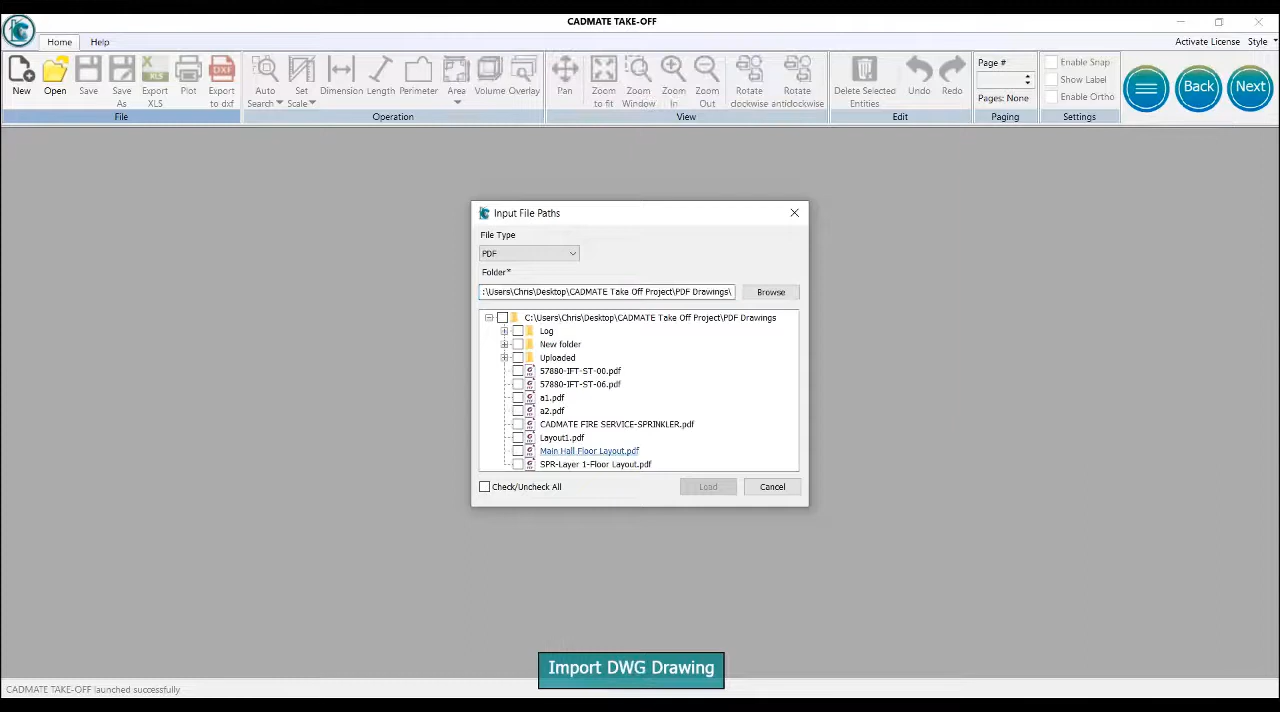 CADMATE TAKE-OFF
Home Help
Activate License Style
New Open Save Save As Export XLS Plot Export to dxf
File
Auto Search Set Scale Dimension Length Perimeter Area Volume Overlay
Operation
Pan Zoom to fit Zoom Window Zoom In Zoom Out Rotate clockwise Rotate anticlockwise
View
Delete Selected Entities Undo Redo
Edit
Page #
Pages: None
Paging
Enable Snap
Show Label
Enable Ortho
Settings
Back Next
Input File Paths
File Type
PDF
Folder*
:\Users\Chris\Desktop\CADMATE Take Off Project\PDF Drawings\ Browse
C:\Users\Chris\Desktop\CADMATE Take Off Project\PDF Drawings
Log
New folder
Uploaded
57880-IFT-ST-00.pdf
57880-IFT-ST-06.pdf
a1.pdf
a2.pdf
CADMATE FIRE SERVICE-SPRINKLER.pdf
Layout1.pdf
Main Hall Floor Layout.pdf
SPR-Layer 1-Floor Layout.pdf
Check/Uncheck All Load Cancel
Import DWG Drawing
CADMATE TAKE-OFF launched successfully